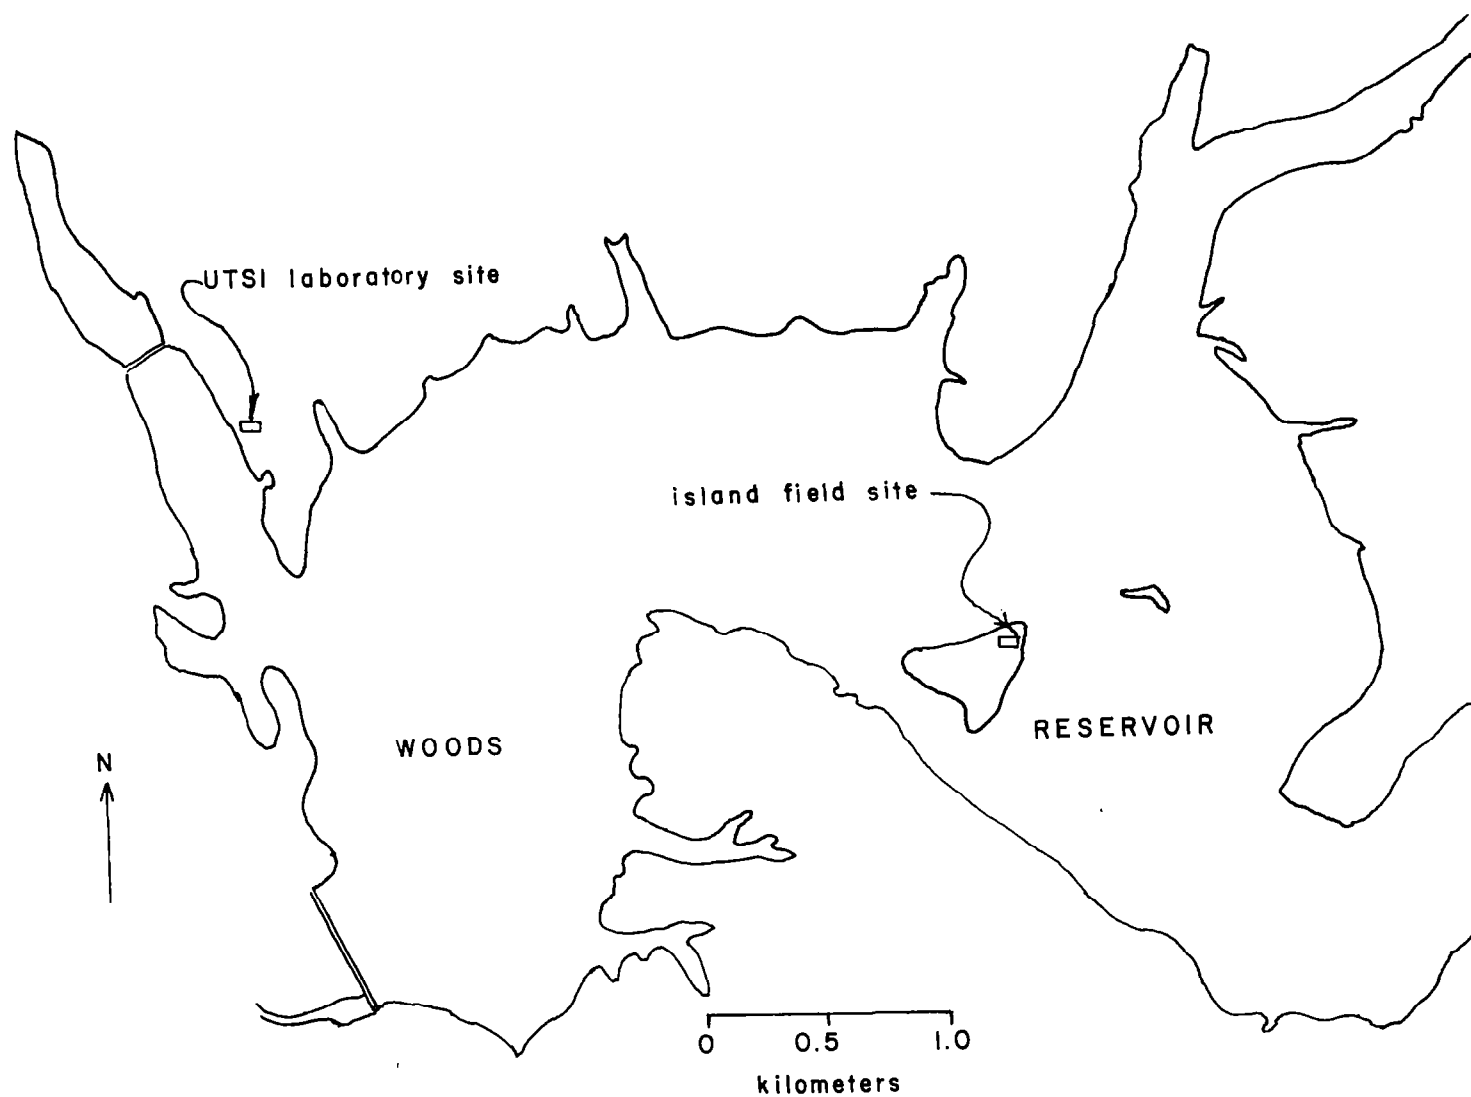 UTSI laboratory site
island field site
RESERVOIR
WOODS
N
0 0.5 1.0
kilometers